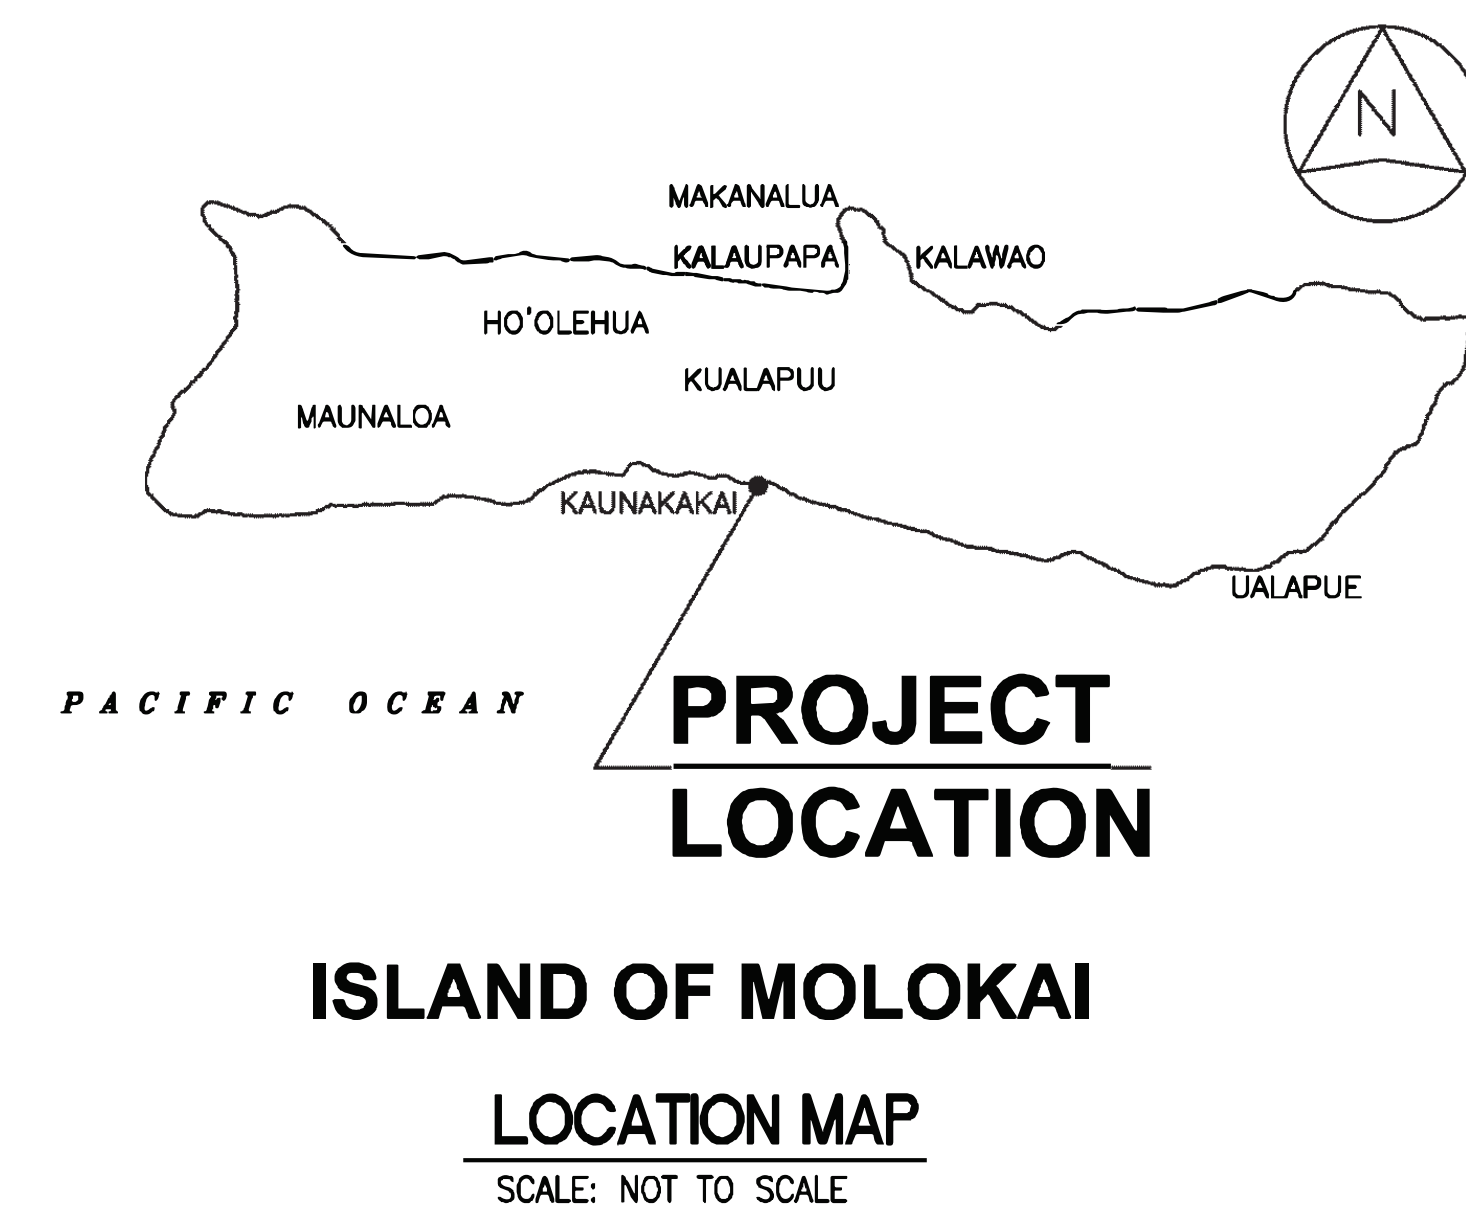 N
MAKANALUA
KALAUPAPA
KALAWAO
HO'OLEHUA
KUALAPUU
MAUNALOA
KAUNAKAKAI
UALAPUE
PACIFIC OCEAN
PROJECT
LOCATION
ISLAND OF MOLOKAI
LOCATION MAP
SCALE: NOT TO SCALE